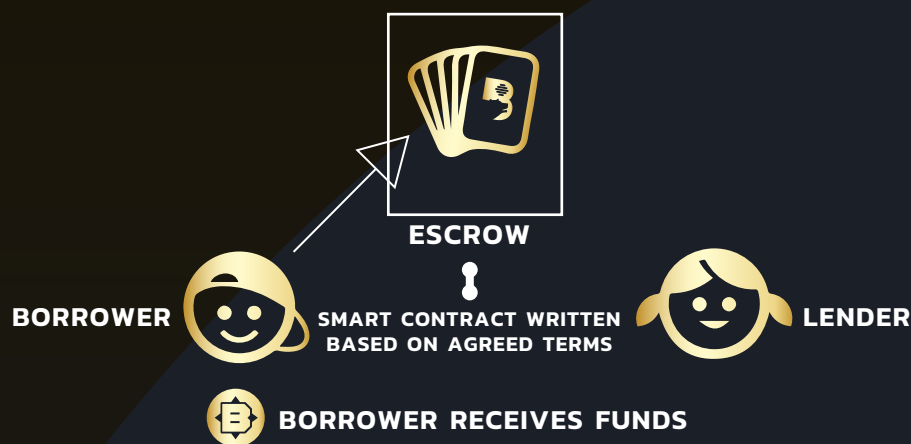 ESCROW
BORROWER
SMART CONTRACT WRITTEN
BASED ON AGREED TERMS
LENDER
BORROWER RECEIVES FUNDS